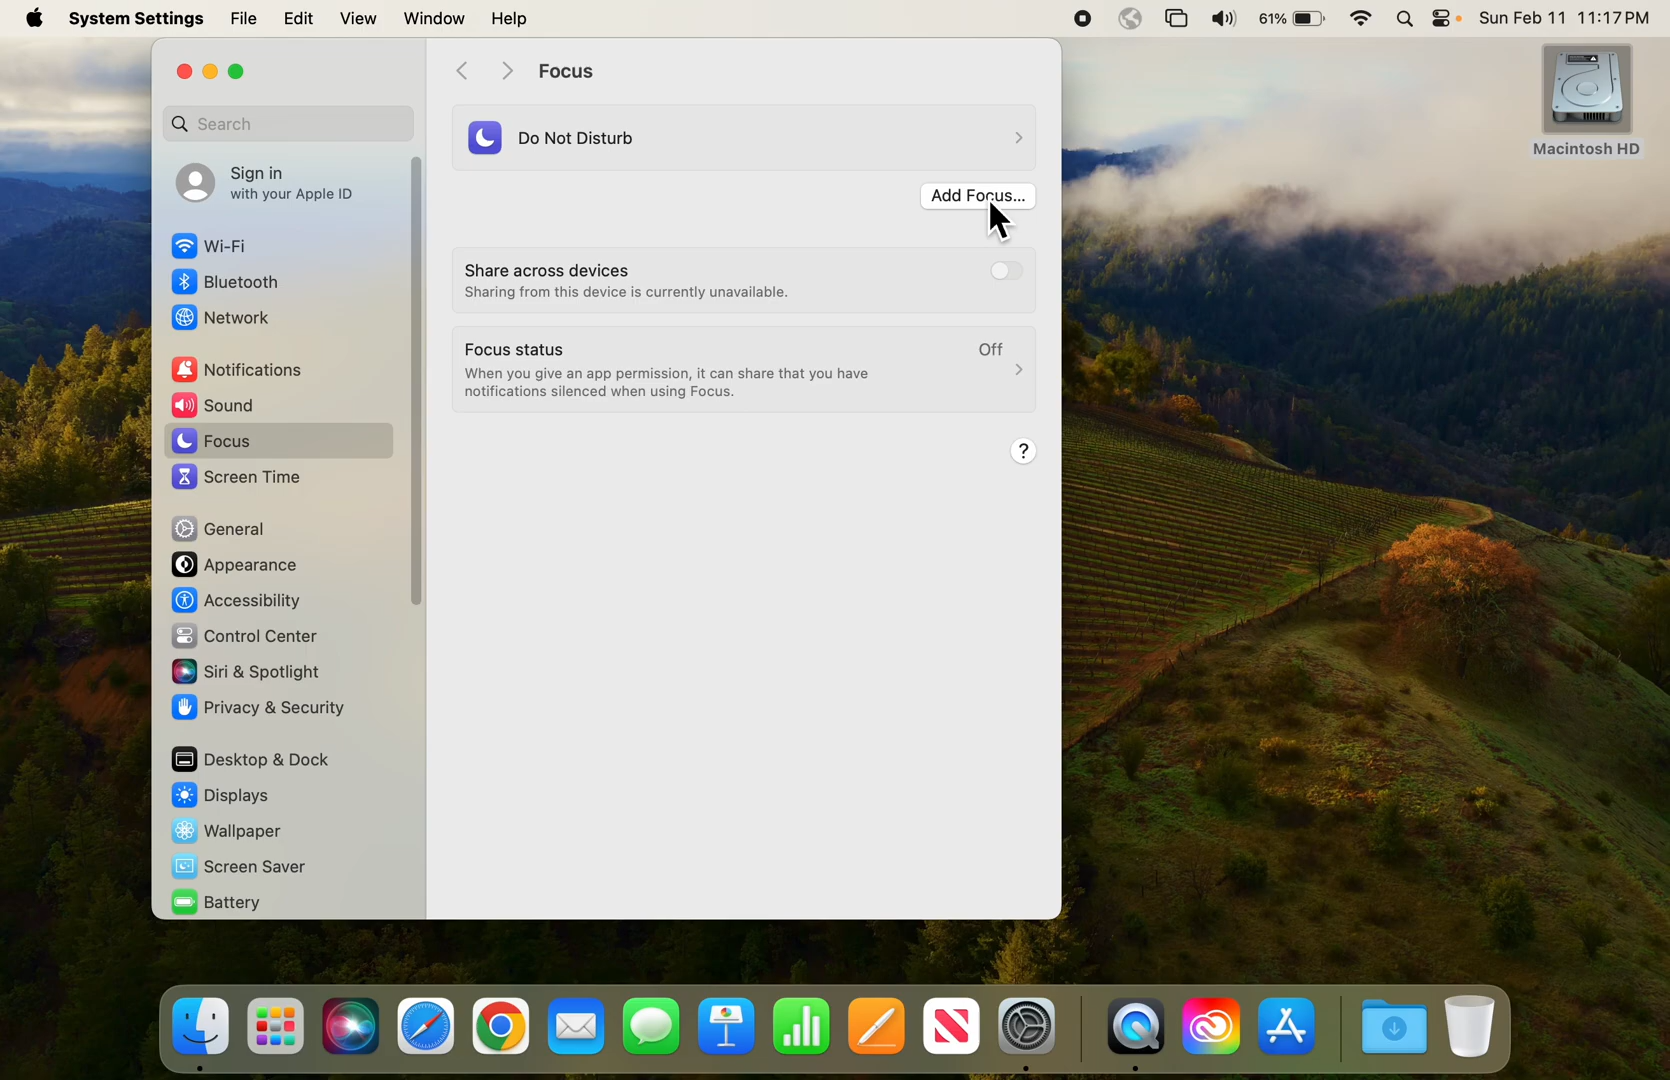 System Settings File Edit View Window Help 61% Sun Feb 11 11:17 PM
Macintosh HD
Search
Sign in
with your Apple ID
Wi-Fi
Bluetooth
Network
Notifications
Sound
Focus
Screen Time
General
Appearance
Accessibility
Control Center
Siri & Spotlight
Privacy & Security
Desktop & Dock
Displays
Wallpaper
Screen Saver
Battery
Focus
Do Not Disturb
Add Focus...
Share across devices
Sharing from this device is currently unavailable.
Focus status Off
When you give an app permission, it can share that you have
notifications silenced when using Focus.
?